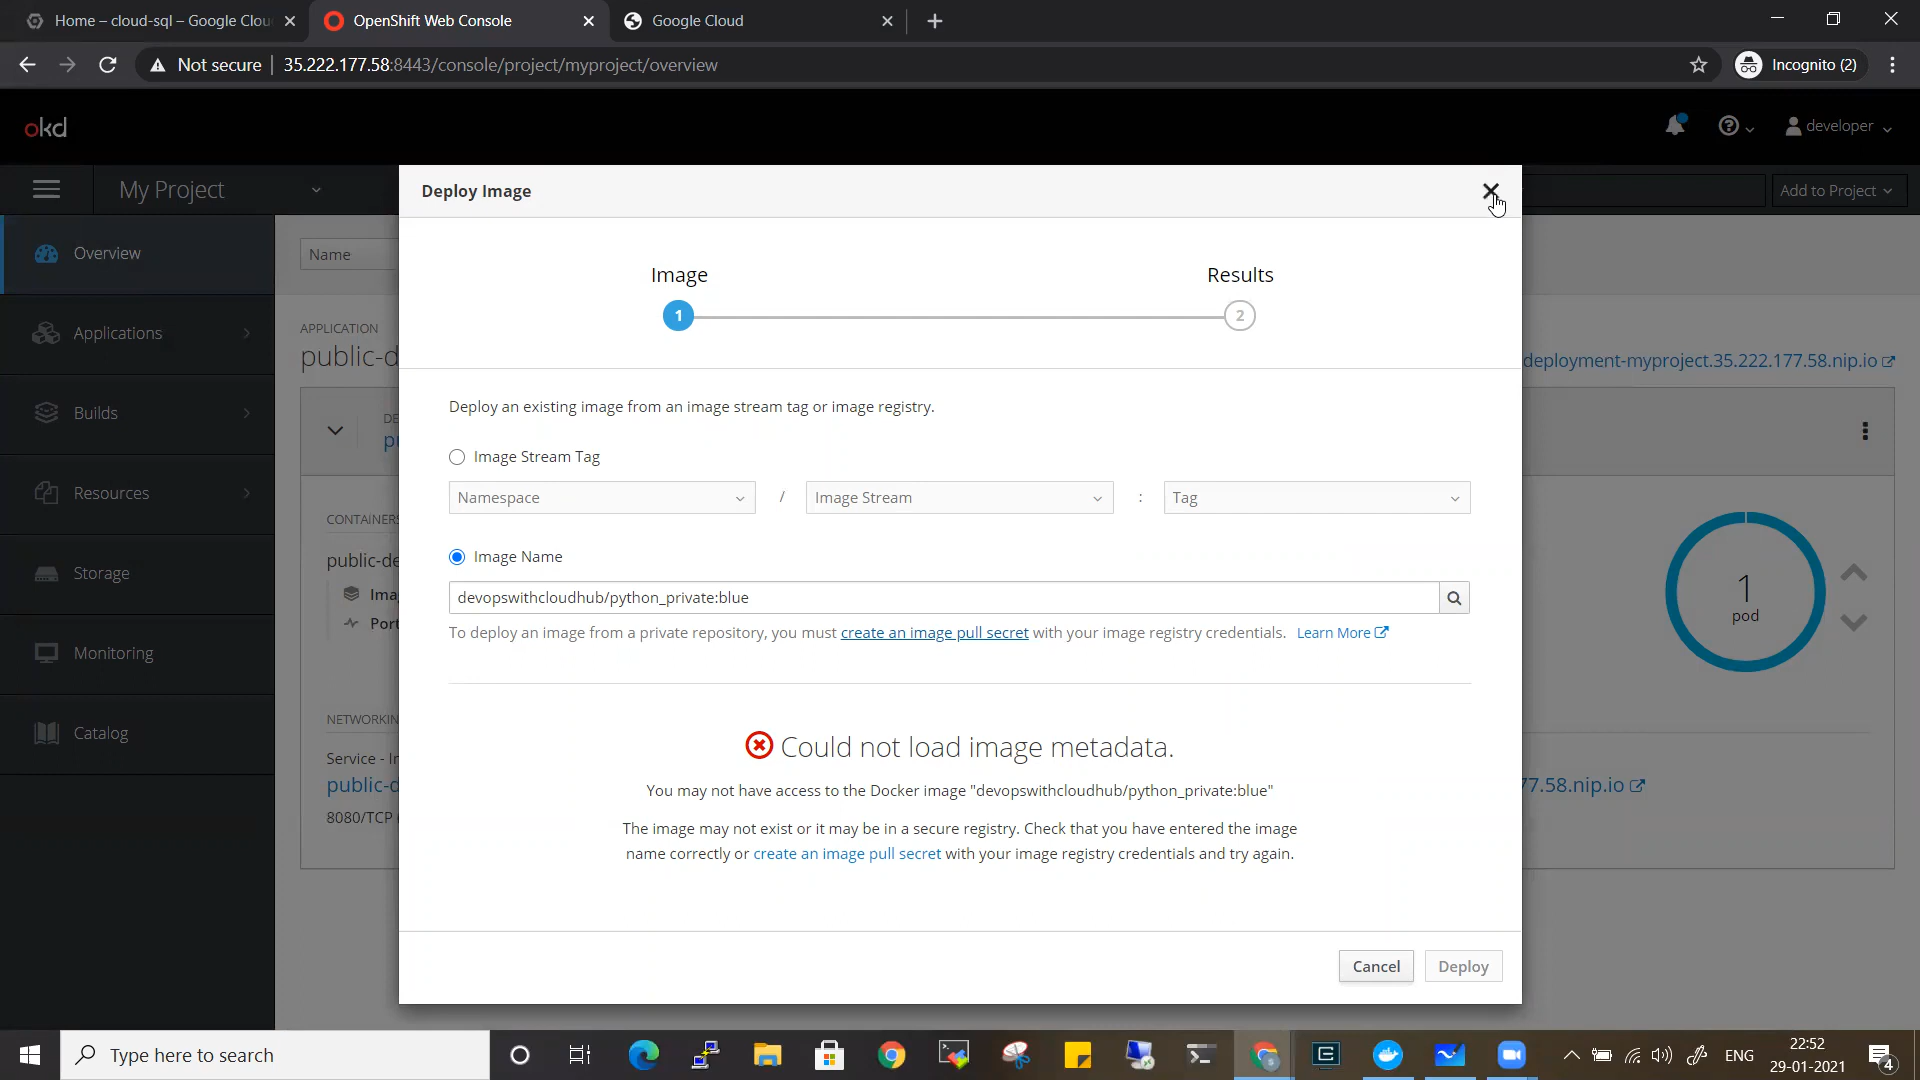 Home – cloud-sql – Google Clou
OpenShift Web Console
Google Cloud
Not secure
35.222.177.58:8443/console/project/myproject/overview
Incognito (2)
okd
developer
My Project
Add to Project
Deploy Image
Overview
Applications
Builds
Resources
Storage
Monitoring
Catalog
Name
APPLICATION
public-d
deployment-myproject.35.222.177.58.nip.io
DE
pu
CONTAINERS
public-de
Imag
Port
NETWORKIN
Service - In
public-d
8080/TCP (
1
pod
77.58.nip.io
Image
Results
1
2
Deploy an existing image from an image stream tag or image registry.
Image Stream Tag
Namespace / Image Stream : Tag
Image Name
devopswithcloudhub/python_private:blue
To deploy an image from a private repository, you must create an image pull secret with your image registry credentials. Learn More
Could not load image metadata.
You may not have access to the Docker image "devopswithcloudhub/python_private:blue"
The image may not exist or it may be in a secure registry. Check that you have entered the image
name correctly or create an image pull secret with your image registry credentials and try again.
Cancel
Deploy
Type here to search
ENG
22:52
29-01-2021
4